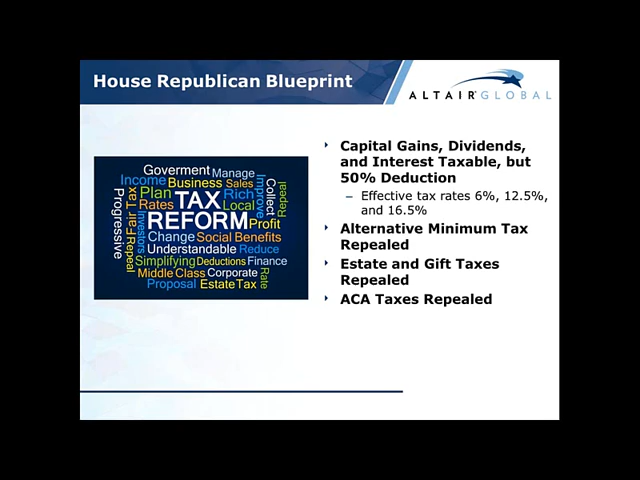 House Republican Blueprint
ALTAIR GLOBAL
Capital Gains, Dividends,
and Interest Taxable, but
50% Deduction
– Effective tax rates 6%, 12.5%,
and 16.5%
Alternative Minimum Tax
Repealed
Estate and Gift Taxes
Repealed
ACA Taxes Repealed
Goverment Manage
Income Business Sales
Plan TAX Rich
Rates Local
REFORM Profit
Change Social Benefits
Understandable Reduce
Simplifying Deductions Finance
Middle Class Corporate
Proposal Estate Tax
Progressive
Fair Tax
Repeal
Investors
Improve
Collect
Repeal
Rate